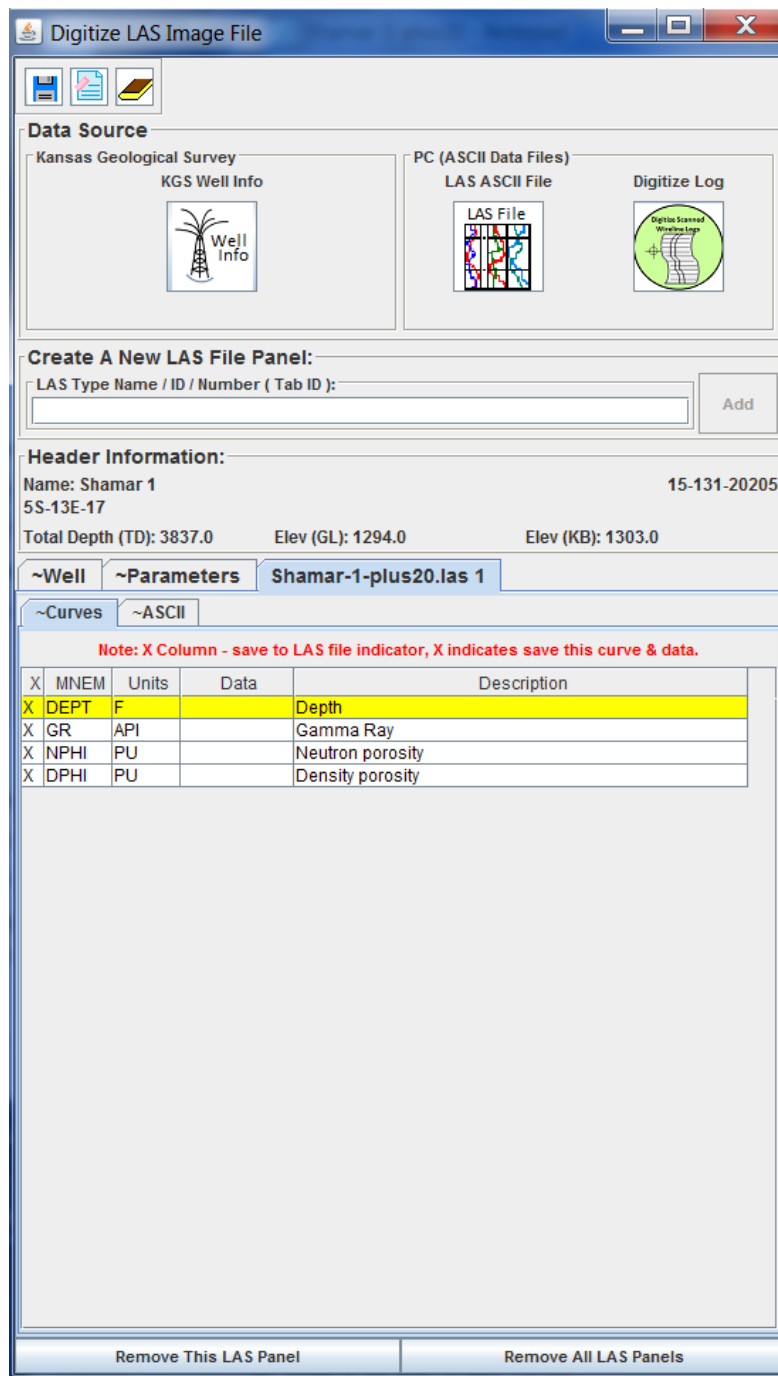 Digitize LAS Image File
Data Source
Kansas Geological Survey
PC (ASCII Data Files)
KGS Well Info
LAS ASCII File
Digitize Log
Well
Info
LAS File
Digitize Scanned
Wireline Logs
Create A New LAS File Panel:
LAS Type Name / ID / Number ( Tab ID ):
Add
Header Information:
Name: Shamar 1 15-131-20205
5S-13E-17
Total Depth (TD): 3837.0 Elev (GL): 1294.0 Elev (KB): 1303.0
~Well ~Parameters Shamar-1-plus20.las 1
~Curves ~ASCII
Note: X Column - save to LAS file indicator, X indicates save this curve & data.
X MNEM Units Data Description
X DEPT F Depth
X GR API Gamma Ray
X NPHI PU Neutron porosity
X DPHI PU Density porosity
Remove This LAS Panel Remove All LAS Panels